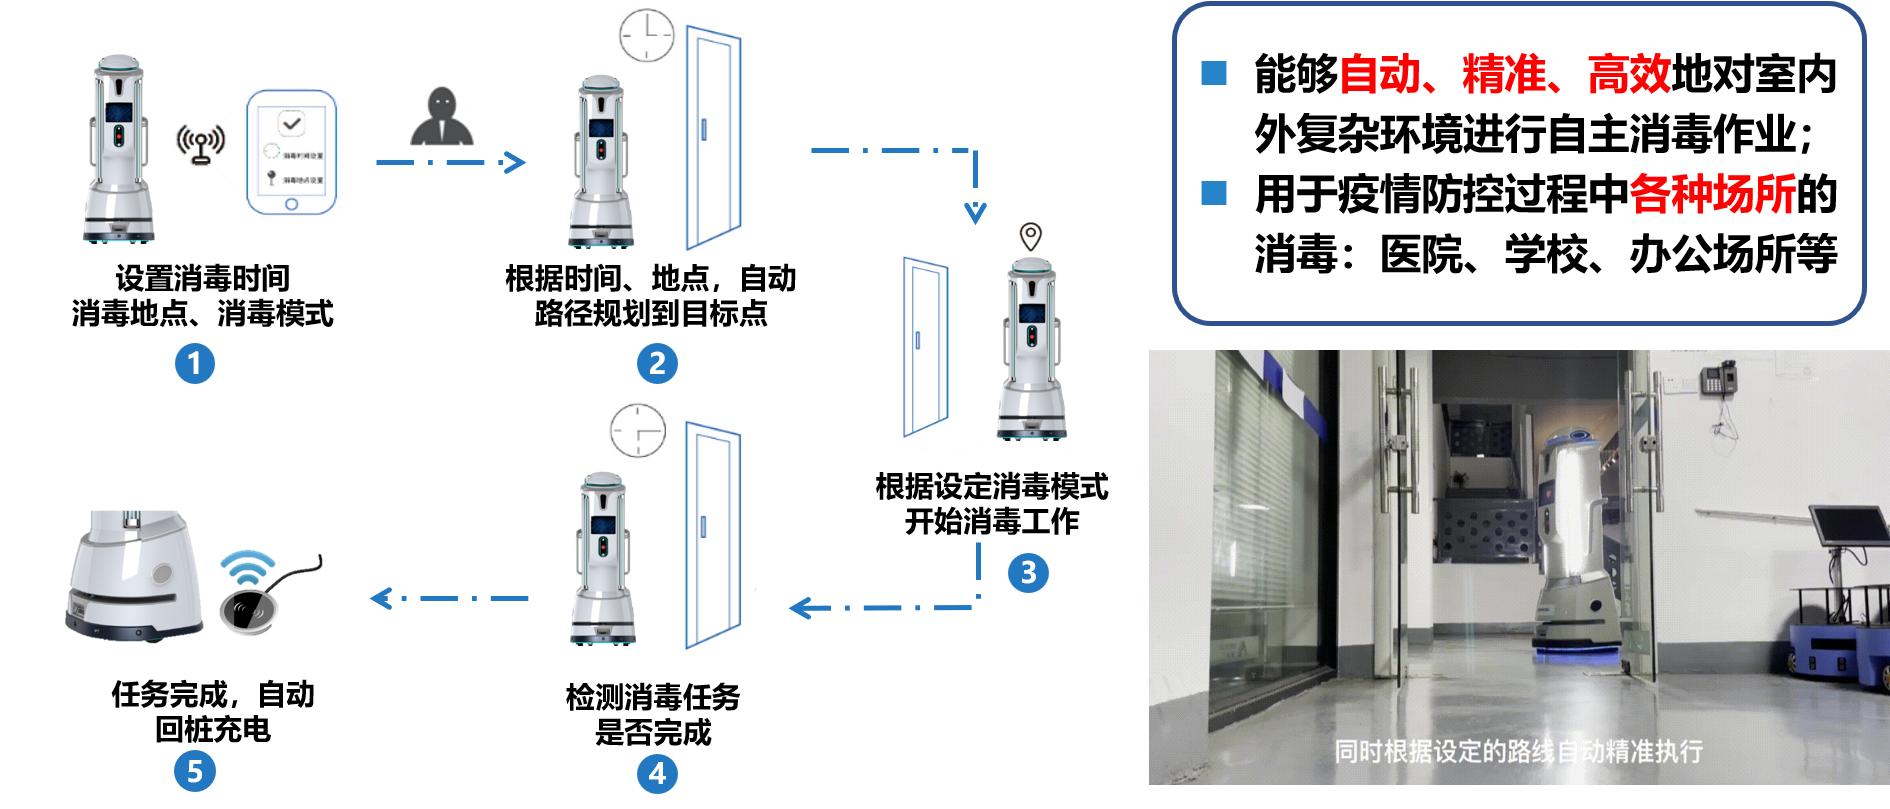 消毒时间设置
消毒地点设置
设置消毒时间
消毒地点、消毒模式
1
根据时间、地点，自动
路径规划到目标点
2
根据设定消毒模式
开始消毒工作
3
检测消毒任务
是否完成
4
任务完成，自动
回桩充电
5
能够自动、精准、高效地对室内
外复杂环境进行自主消毒作业；
用于疫情防控过程中各种场所的
消毒：医院、学校、办公场所等
同时根据设定的路线自动精准执行